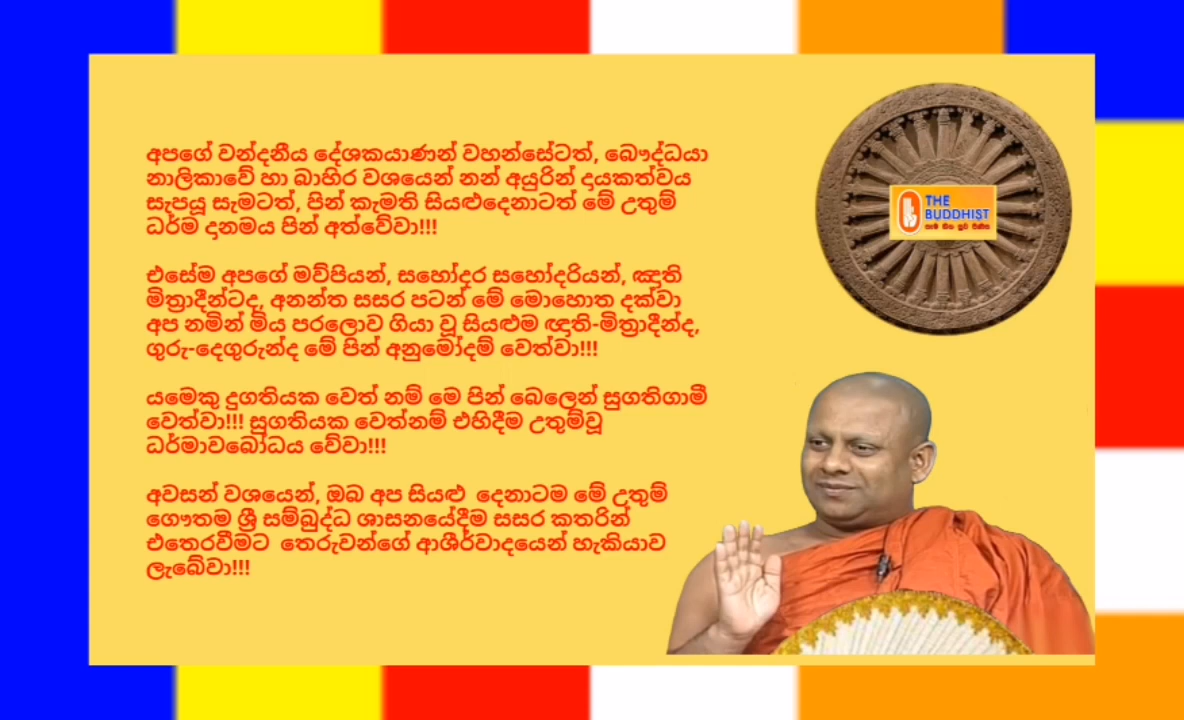 අපගේ වන්දනීය දේශකයාණන් වහන්සේටත්, බෞද්ධයා
නාලිකාවේ හා බාහිර වශයෙන් නන් අයුරින් දායකත්වය
සැපයූ සැමටත්, පින් කැමති සියළුදෙනාටත් මේ උතුම්
ධර්ම දානමය පින් අත්වේවා!!!
එසේම අපගේ මව්පියන්, සහෝදර සහෝදරියන්, ඤාති
මිත්‍රාදීන්ටද, අනන්ත සසර පටන් මේ මොහොත දක්වා
අප නමින් මිය පරලොව ගියා වූ සියළුම ඥාති-මිත්‍රාදීන්ද,
ගුරු-දෙගුරුන්ද මේ පින් අනුමෝදම් වෙත්වා!!!
යමෙකු දුගතියක වෙත් නම් මෙ පින් බෙලෙන් සුගතිගාමී
වෙත්වා!!! සුගතියක වෙත්නම් එහිදීම උතුම්වූ
ධර්මාවබෝධය වේවා!!!
අවසන් වශයෙන්, ඔබ අප සියළු දෙනාටම මේ උතුම්
ගෞතම ශ්‍රී සම්බුද්ධ ශාසනයේදීම සසර කතරින්
එතෙරවීමට තෙරුවන්ගේ ආශීර්වාදයෙන් හැකියාව
ලැබේවා!!!
THE
BUDDHIST